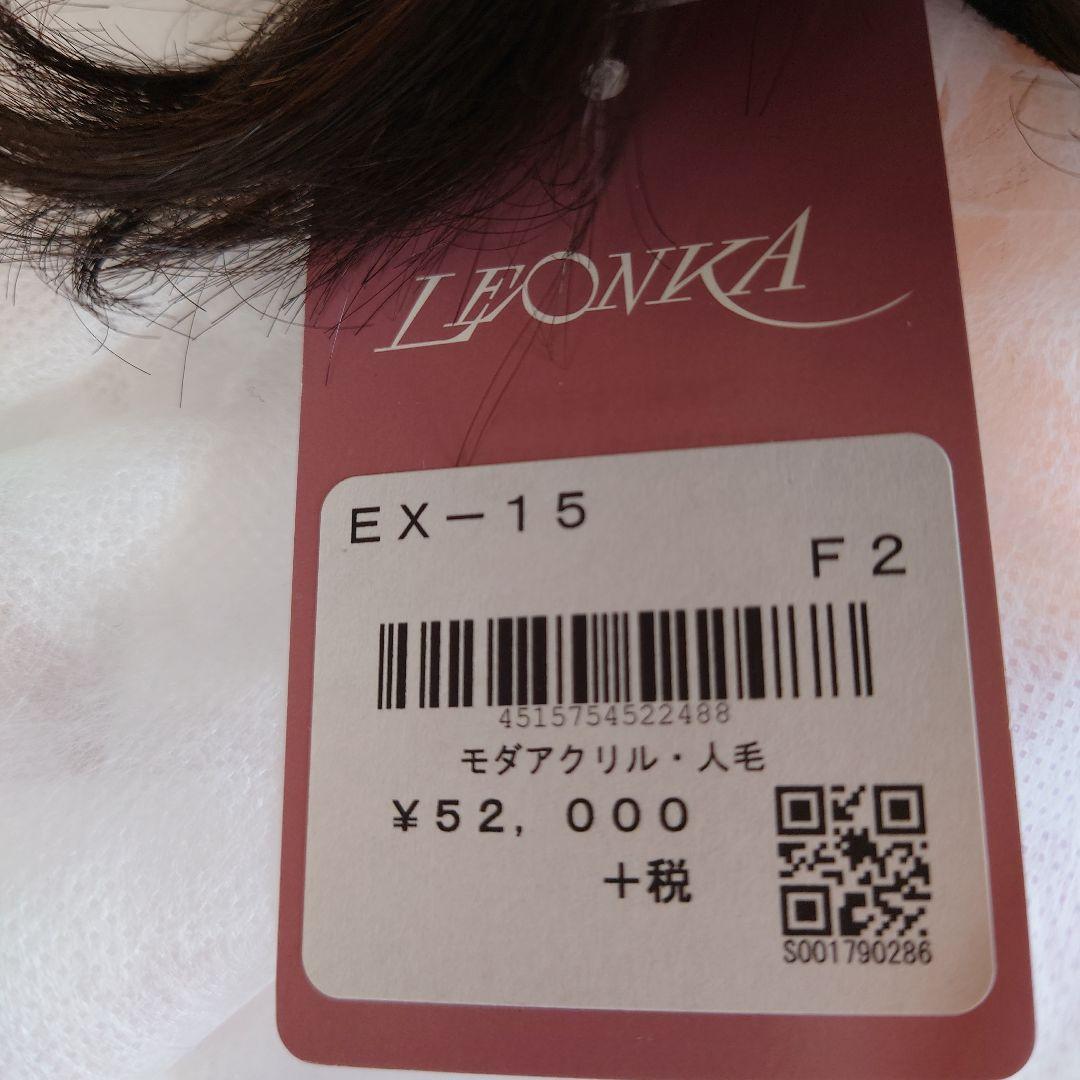 LEONKA
EX－15
F2
4515754522488
モダアクリル・人毛
¥52,000
＋税
S001790286